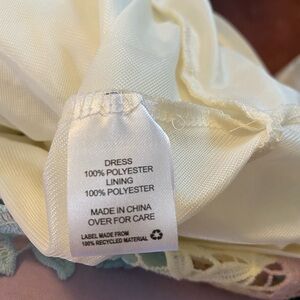 DRESS
100% POLYESTER
LINING
100% POLYESTER
MADE IN CHINA
OVER FOR CARE
LABEL MADE FROM
100% RECYCLED MATERIAL